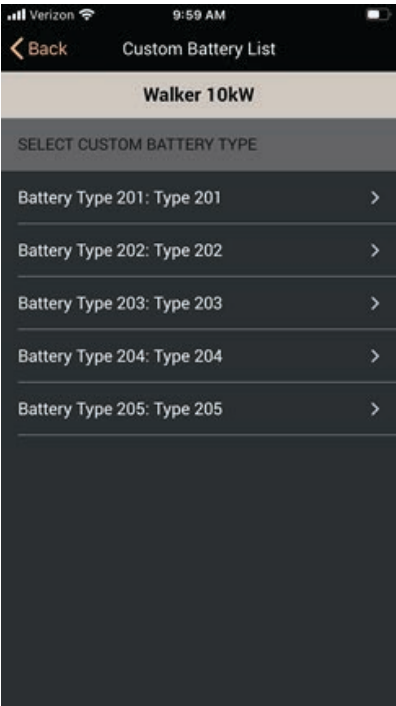 Verizon 9:59 AM
Back Custom Battery List
Walker 10kW
SELECT CUSTOM BATTERY TYPE
Battery Type 201: Type 201
Battery Type 202: Type 202
Battery Type 203: Type 203
Battery Type 204: Type 204
Battery Type 205: Type 205